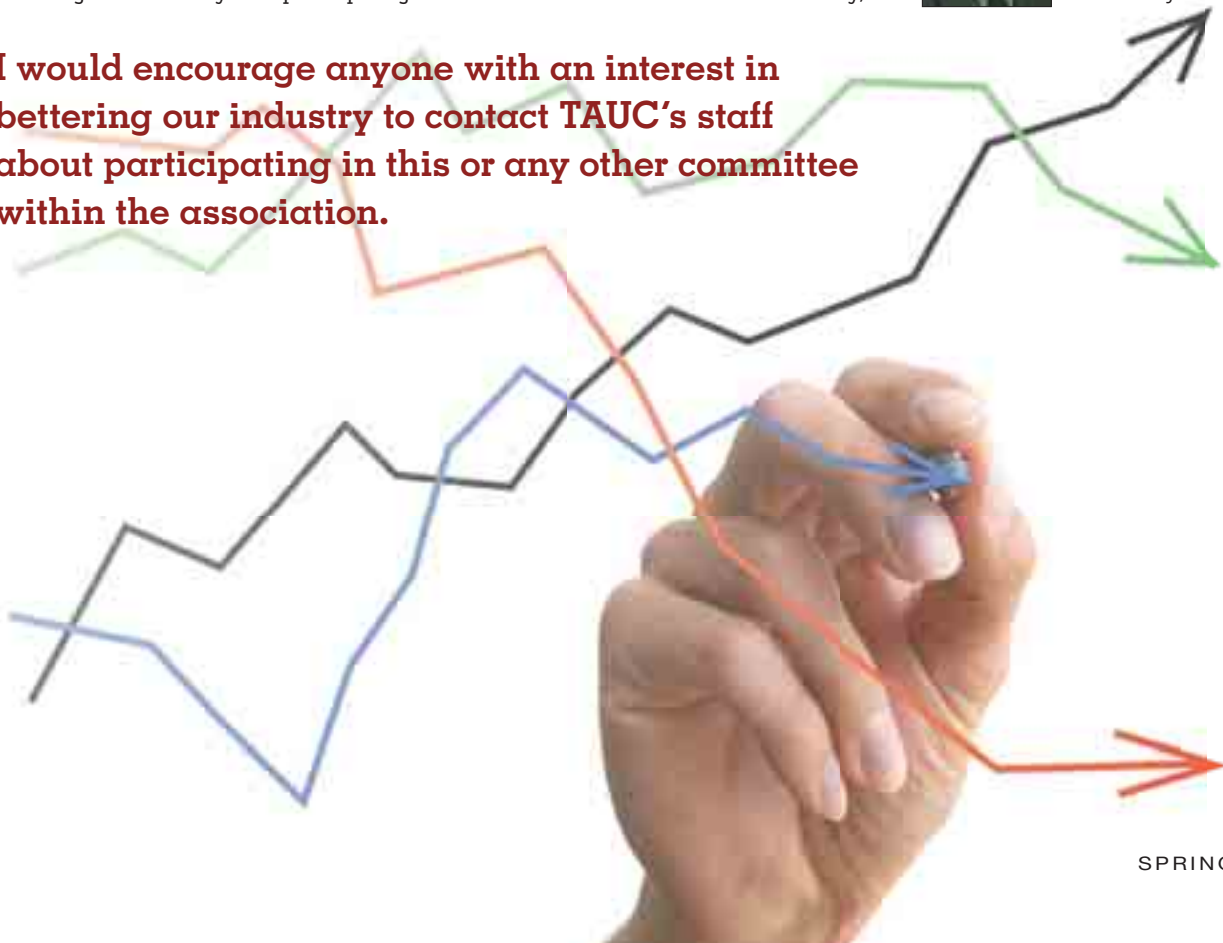 I would encourage anyone with an interest in
bettering our industry to contact TAUC's staff
about participating in this or any other committee
within the association.
SPRING